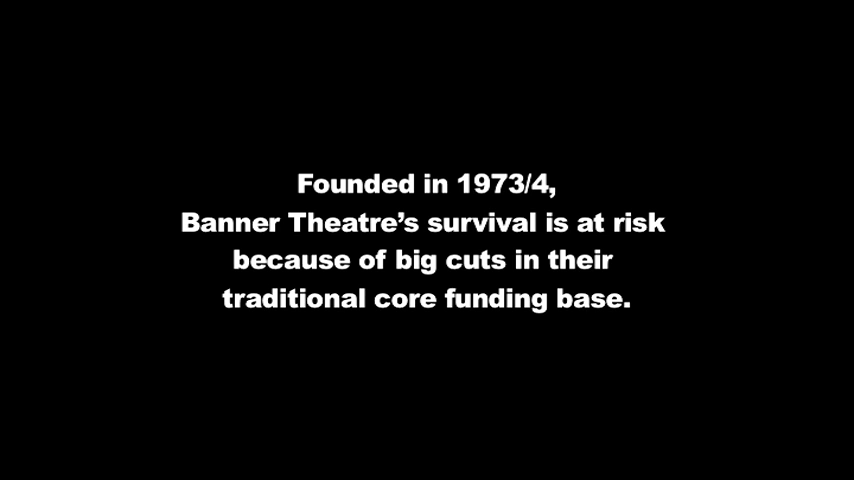 Founded in 1973/4,
Banner Theatre’s survival is at risk
because of big cuts in their
traditional core funding base.